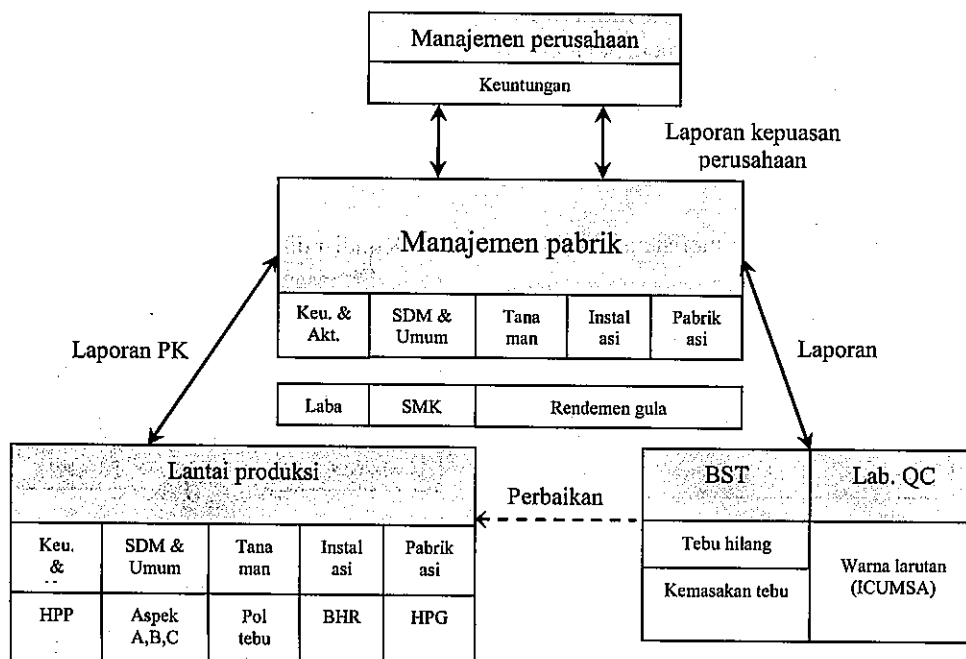 Manajemen perusahaan
Keuntungan
Laporan kepuasan
perusahaan
Manajemen pabrik
Keu. &
Akt.
SDM &
Umum
Tana
man
Instal
asi
Pabrik
asi
Laporan PK
Laporan
Laba
SMK
Rendemen gula
Lantai produksi
Keu.
&
SDM &
Umum
Tana
man
Instal
asi
Pabrik
asi
HPP
Aspek
A,B,C
Pol
tebu
BHR
HPG
Perbaikan
BST
Lab. QC
Tebu hilang
Kemasakan tebu
Warna larutan
(ICUMSA)